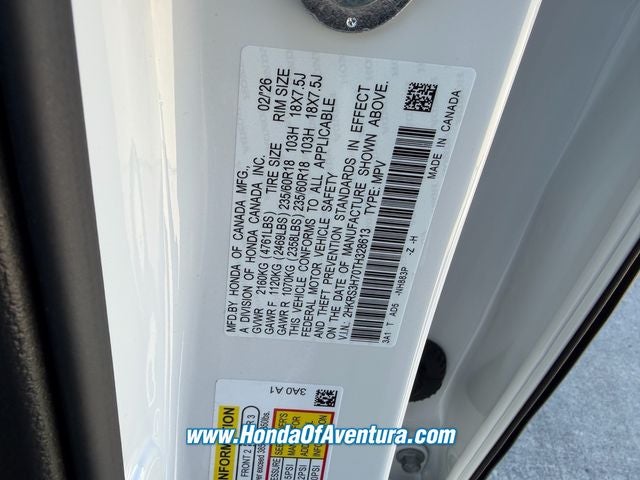 MFD BY HONDA OF CANADA MFG.,
A DIVISION OF HONDA CANADA INC. 02/26
GVWR 2160KG (4761LBS) TIRE SIZE RIM SIZE
GAWR F 1120KG (2469LBS) 235/60R18 103H 18X7.5J
GAWR R 1070KG (2358LBS) 235/60R18 103H 18X7.5J
THIS VEHICLE CONFORMS TO ALL APPLICABLE
FEDERAL MOTOR VEHICLE SAFETY
AND THEFT PREVENTION STANDARDS IN EFFECT
ON THE DATE OF MANUFACTURE SHOWN ABOVE.
V.I.N.: 2HKRS3H70TH328613 TYPE: MPV
3A1 T AD5 -NH883P -Z -H
MADE IN CANADA
3A0 A1
FRONT 2
www.HondaOfAventura.com